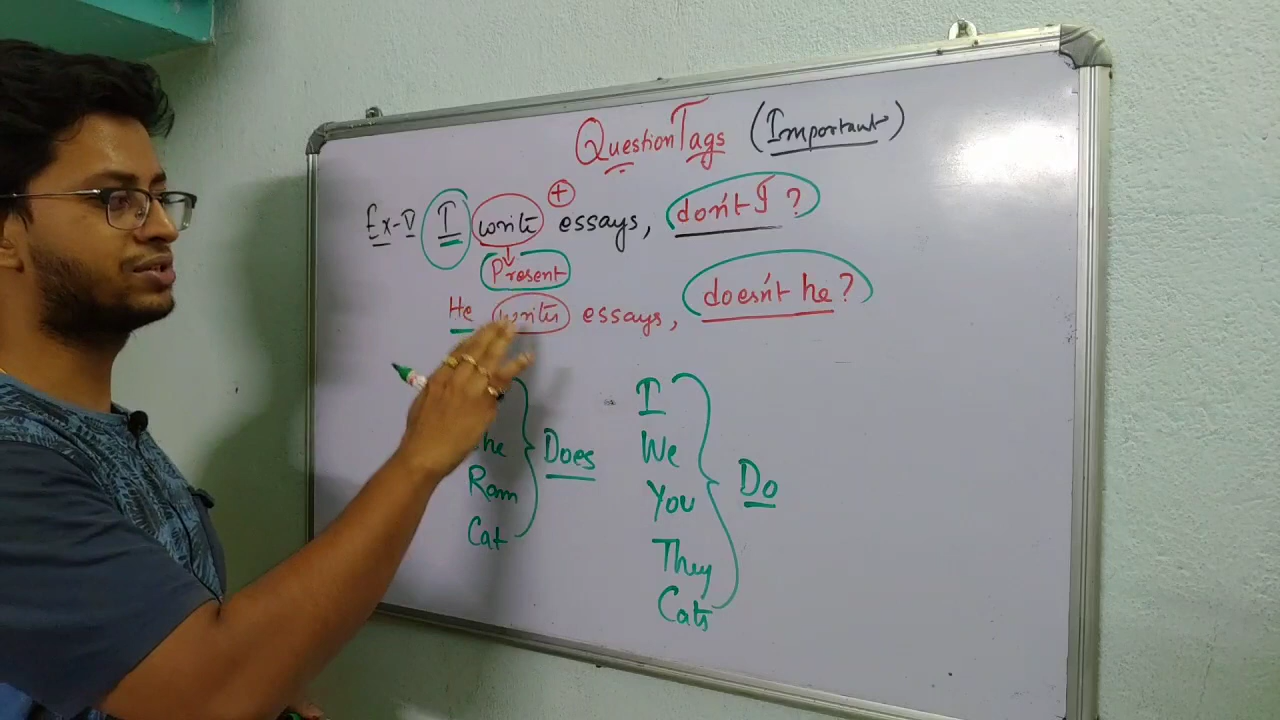 Question Tags (Important)
Ex-1) I write essays, don't I ?
+
Present
He writes essays, doesn't he ?
Ram
Cat
Does
I
We
You
They
Cats
Do